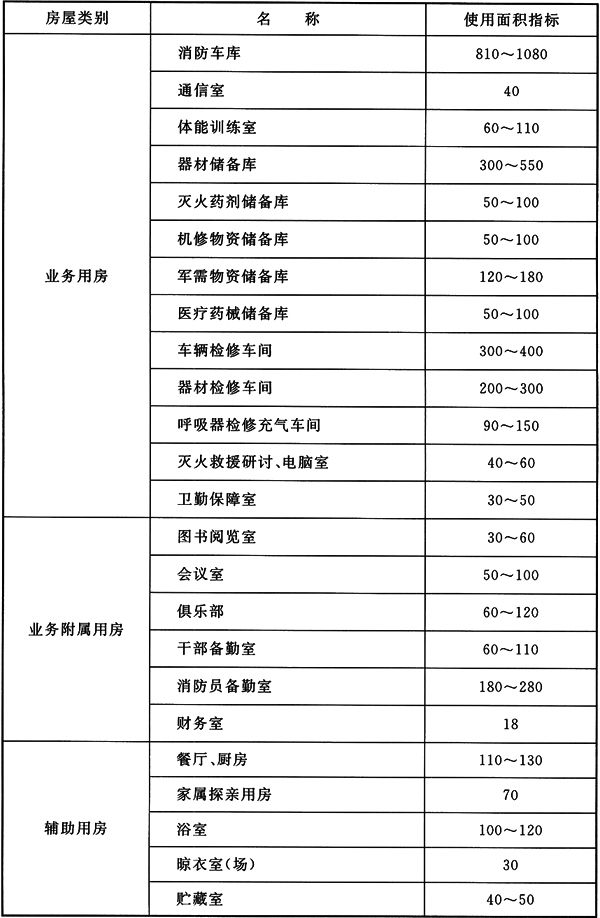 房屋类别 名 称 使用面积指标
消防车库 810～1080
通信室 40
体能训练室 60～110
器材储备库 300～550
灭火药剂储备库 50～100
机修物资储备库 50～100
业务用房 军需物资储备库 120～180
医疗药械储备库 50～100
车辆检修车间 300～400
器材检修车间 200～300
呼吸器检修充气车间 90～150
灭火救援研讨、电脑室 40～60
卫勤保障室 30～50
图书阅览室 30～60
会议室 50～100
俱乐部 60～120
业务附属用房
干部备勤室 60～110
消防员备勤室 180～280
财务室 18
餐厅、厨房 110～130
家属探亲用房 70
辅助用房 浴室 100～120
晾衣室(场) 30
贮藏室 40～50